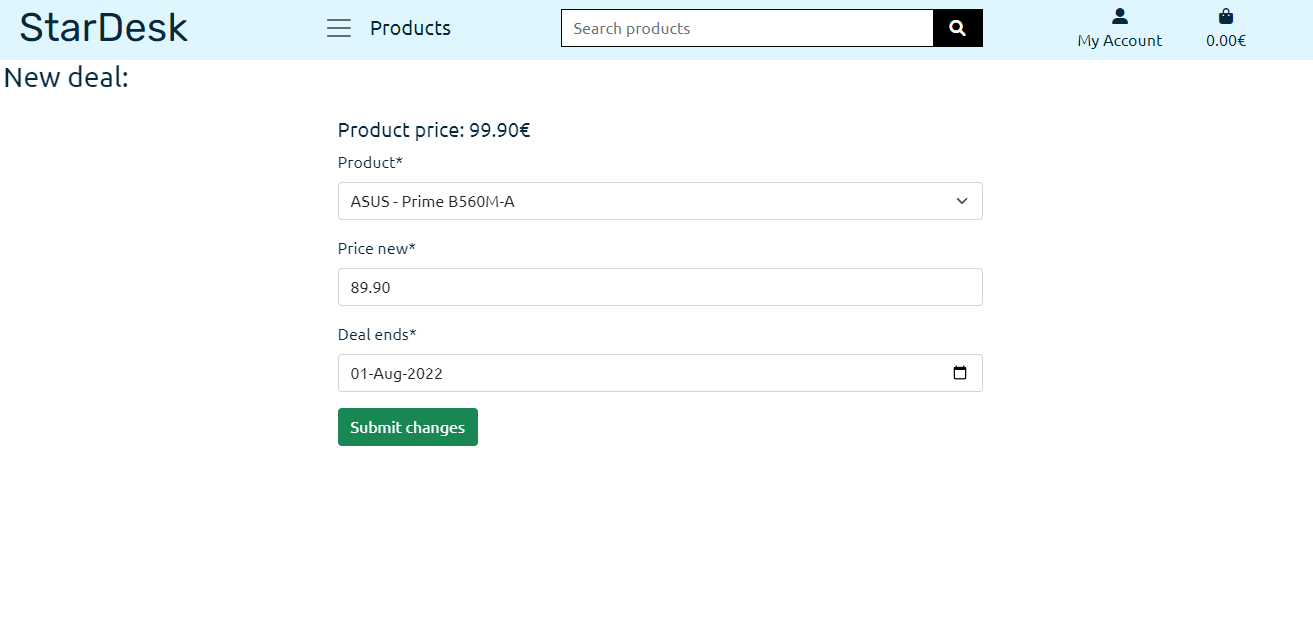 StarDesk
Products
Search products
My Account
0.00€
New deal:
Product price: 99.90€
Product*
ASUS - Prime B560M-A
Price new*
89.90
Deal ends*
01-Aug-2022
Submit changes